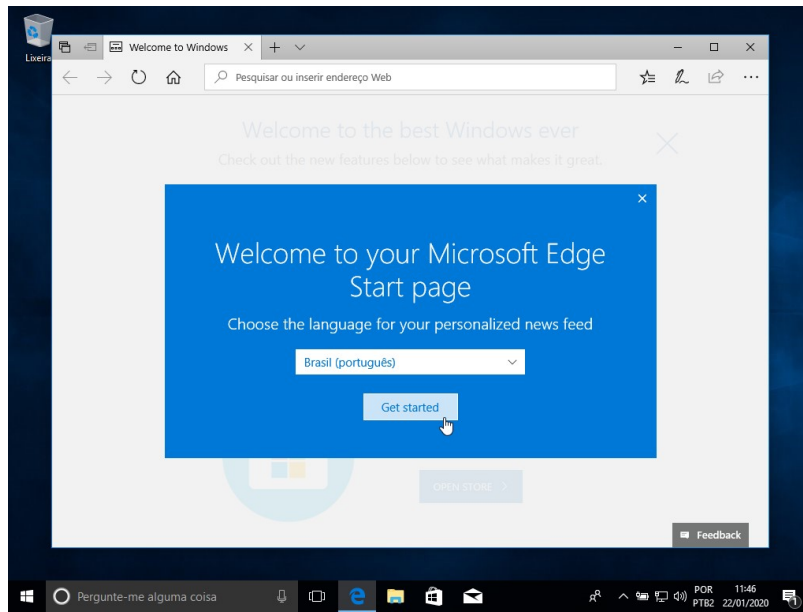 Lixeira
Welcome to Windows
Pesquisar ou inserir endereço Web
Welcome to the best Windows ever
Check out the new features below to see what makes it great.
Welcome to your Microsoft Edge
Start page
Choose the language for your personalized news feed
Brasil (português)
Get started
OPEN STORE
Feedback
Pergunte-me alguma coisa
POR
PTB2
11:46
22/01/2020
1